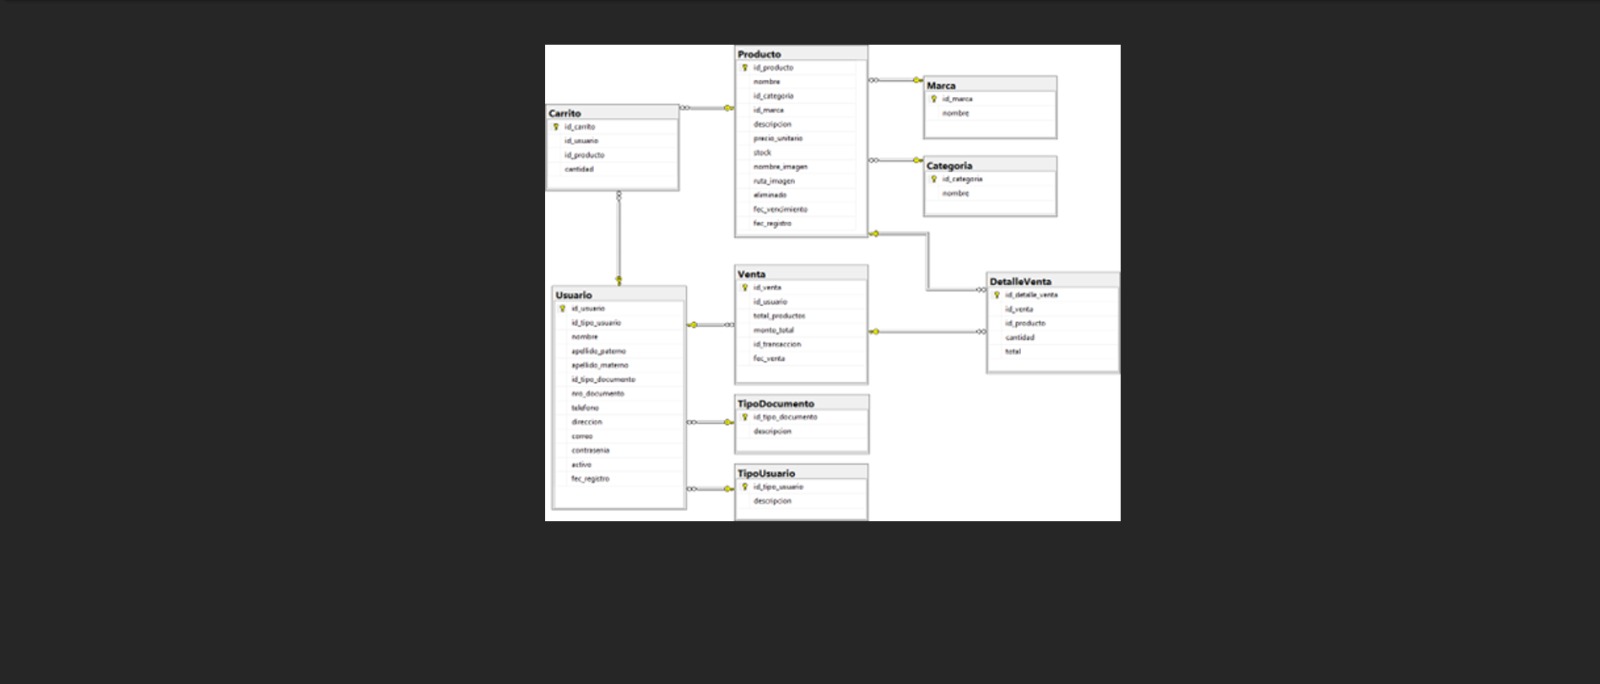 Producto
id_producto
nombre
id_categoria
id_marca
descripcion
precio_unitario
stock
nombre_imagen
ruta_imagen
eliminado
fec_vencimiento
fec_registro
Marca
id_marca
nombre
Carrito
id_carrito
id_usuario
id_producto
cantidad
Categoria
id_categoria
nombre
Venta
id_venta
id_usuario
total_productos
monto_total
id_transaccion
fec_venta
DetalleVenta
id_detalle_venta
id_venta
id_producto
cantidad
total
Usuario
id_usuario
id_tipo_usuario
nombre
apellido_paterno
apellido_materno
id_tipo_documento
nro_documento
telefono
direccion
correo
contrasenia
activo
fec_registro
TipoDocumento
id_tipo_documento
descripcion
TipoUsuario
id_tipo_usuario
descripcion